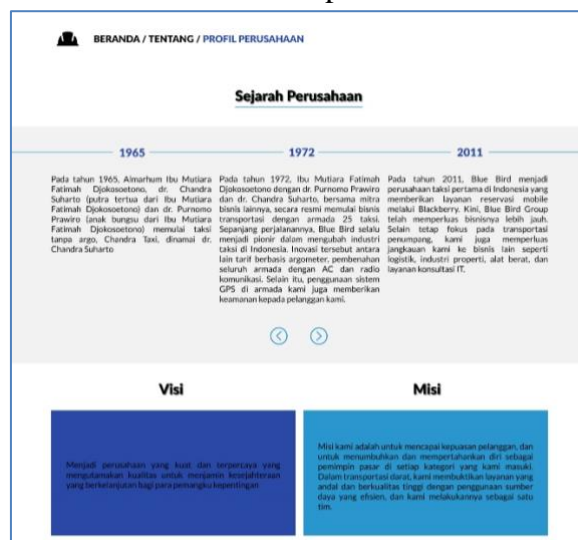 BERANDA / TENTANG / PROFIL PERUSAHAAN
Sejarah Perusahaan
1965
Pada tahun 1965, Almarhum Ibu Mutiara
Fatimah Djokosoetono, dr. Chandra
Suharto (putra tertua dari Ibu Mutiara
Fatimah Djokosoetono) dan dr. Purnomo
Prawiro (anak bungsu dari Ibu Mutiara
Fatimah Djokosoetono) memulai taksi
tanpa argo, Chandra Taxi, dinamai dr.
Chandra Suharto
1972
Pada tahun 1972, Ibu Mutiara Fatimah
Djokosoetono dengan dr. Purnomo Prawiro
dan dr. Chandra Suharto, bersama mitra
bisnis lainnya, secara resmi memulai bisnis
transportasi dengan armada 25 taksi.
Sepanjang perjalanannya, Blue Bird selalu
menjadi pionir dalam mengubah industri
taksi di Indonesia. Inovasi tersebut antara
lain tarif berbasis argometer, pembenahan
seluruh armada dengan AC dan radio
komunikasi. Selain itu, penggunaan sistem
GPS di armada kami juga memberikan
keamanan kepada pelanggan kami.
2011
Pada tahun 2011, Blue Bird menjadi
perusahaan taksi pertama di Indonesia yang
memberikan layanan reservasi mobile
melalui Blackberry. Kini, Blue Bird Group
telah memperluas bisnisnya lebih jauh.
Selain tetap fokus pada transportasi
penumpang, kami juga memperluas
jangkauan kami ke bisnis lain seperti
logistik, industri properti, alat berat, dan
layanan konsultasi IT.
Visi
Menjadi perusahaan yang kuat dan terpercaya yang
mengutamakan kualitas untuk menjamin kesejahteraan
yang berkelanjutan bagi para pemangku kepentingan
Misi
Misi kami adalah untuk mencapai kepuasan pelanggan, dan
untuk menumbuhkan dan mempertahankan diri sebagai
pemimpin pasar di setiap kategori yang kami masuki.
Dalam transportasi darat, kami membuktikan layanan yang
andal dan berkualitas tinggi dengan penggunaan sumber
daya yang efisien, dan kami melakukannya sebagai satu
tim.